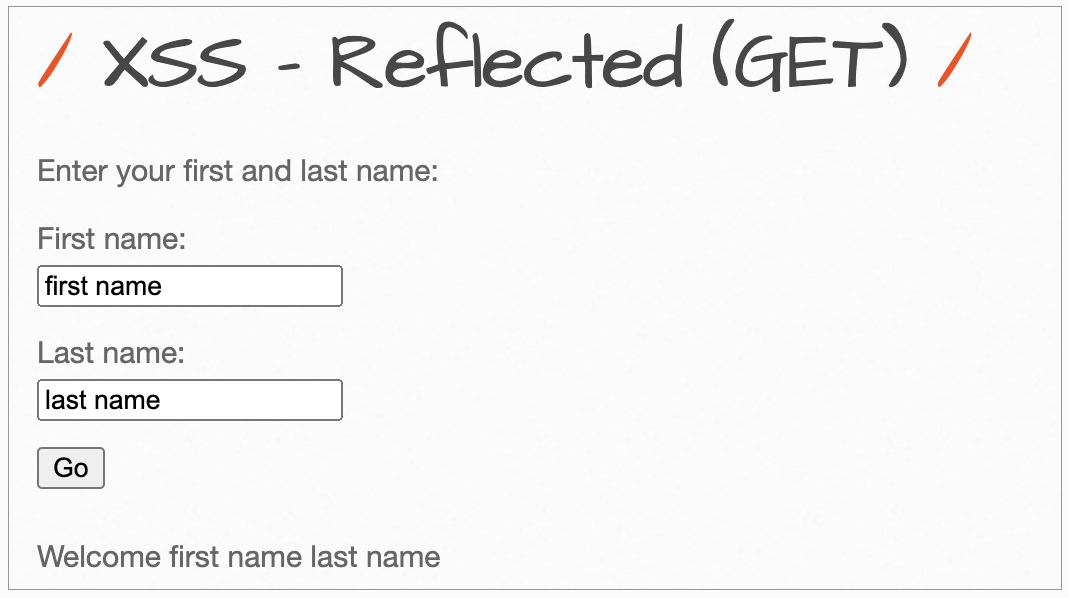 / XSS - Reflected (GET) /
Enter your first and last name:
First name:
first name
Last name:
last name
Go
Welcome first name last name